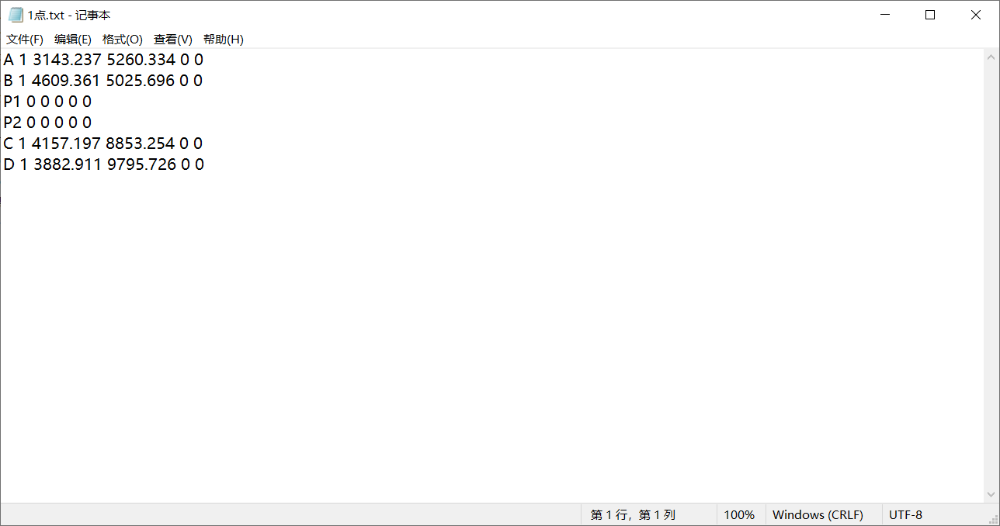 1点.txt - 记事本
文件(F) 编辑(E) 格式(O) 查看(V) 帮助(H)
A 1 3143.237 5260.334 0 0
B 1 4609.361 5025.696 0 0
P1 0 0 0 0 0
P2 0 0 0 0 0
C 1 4157.197 8853.254 0 0
D 1 3882.911 9795.726 0 0
第 1 行，第 1 列 100% Windows (CRLF) UTF-8